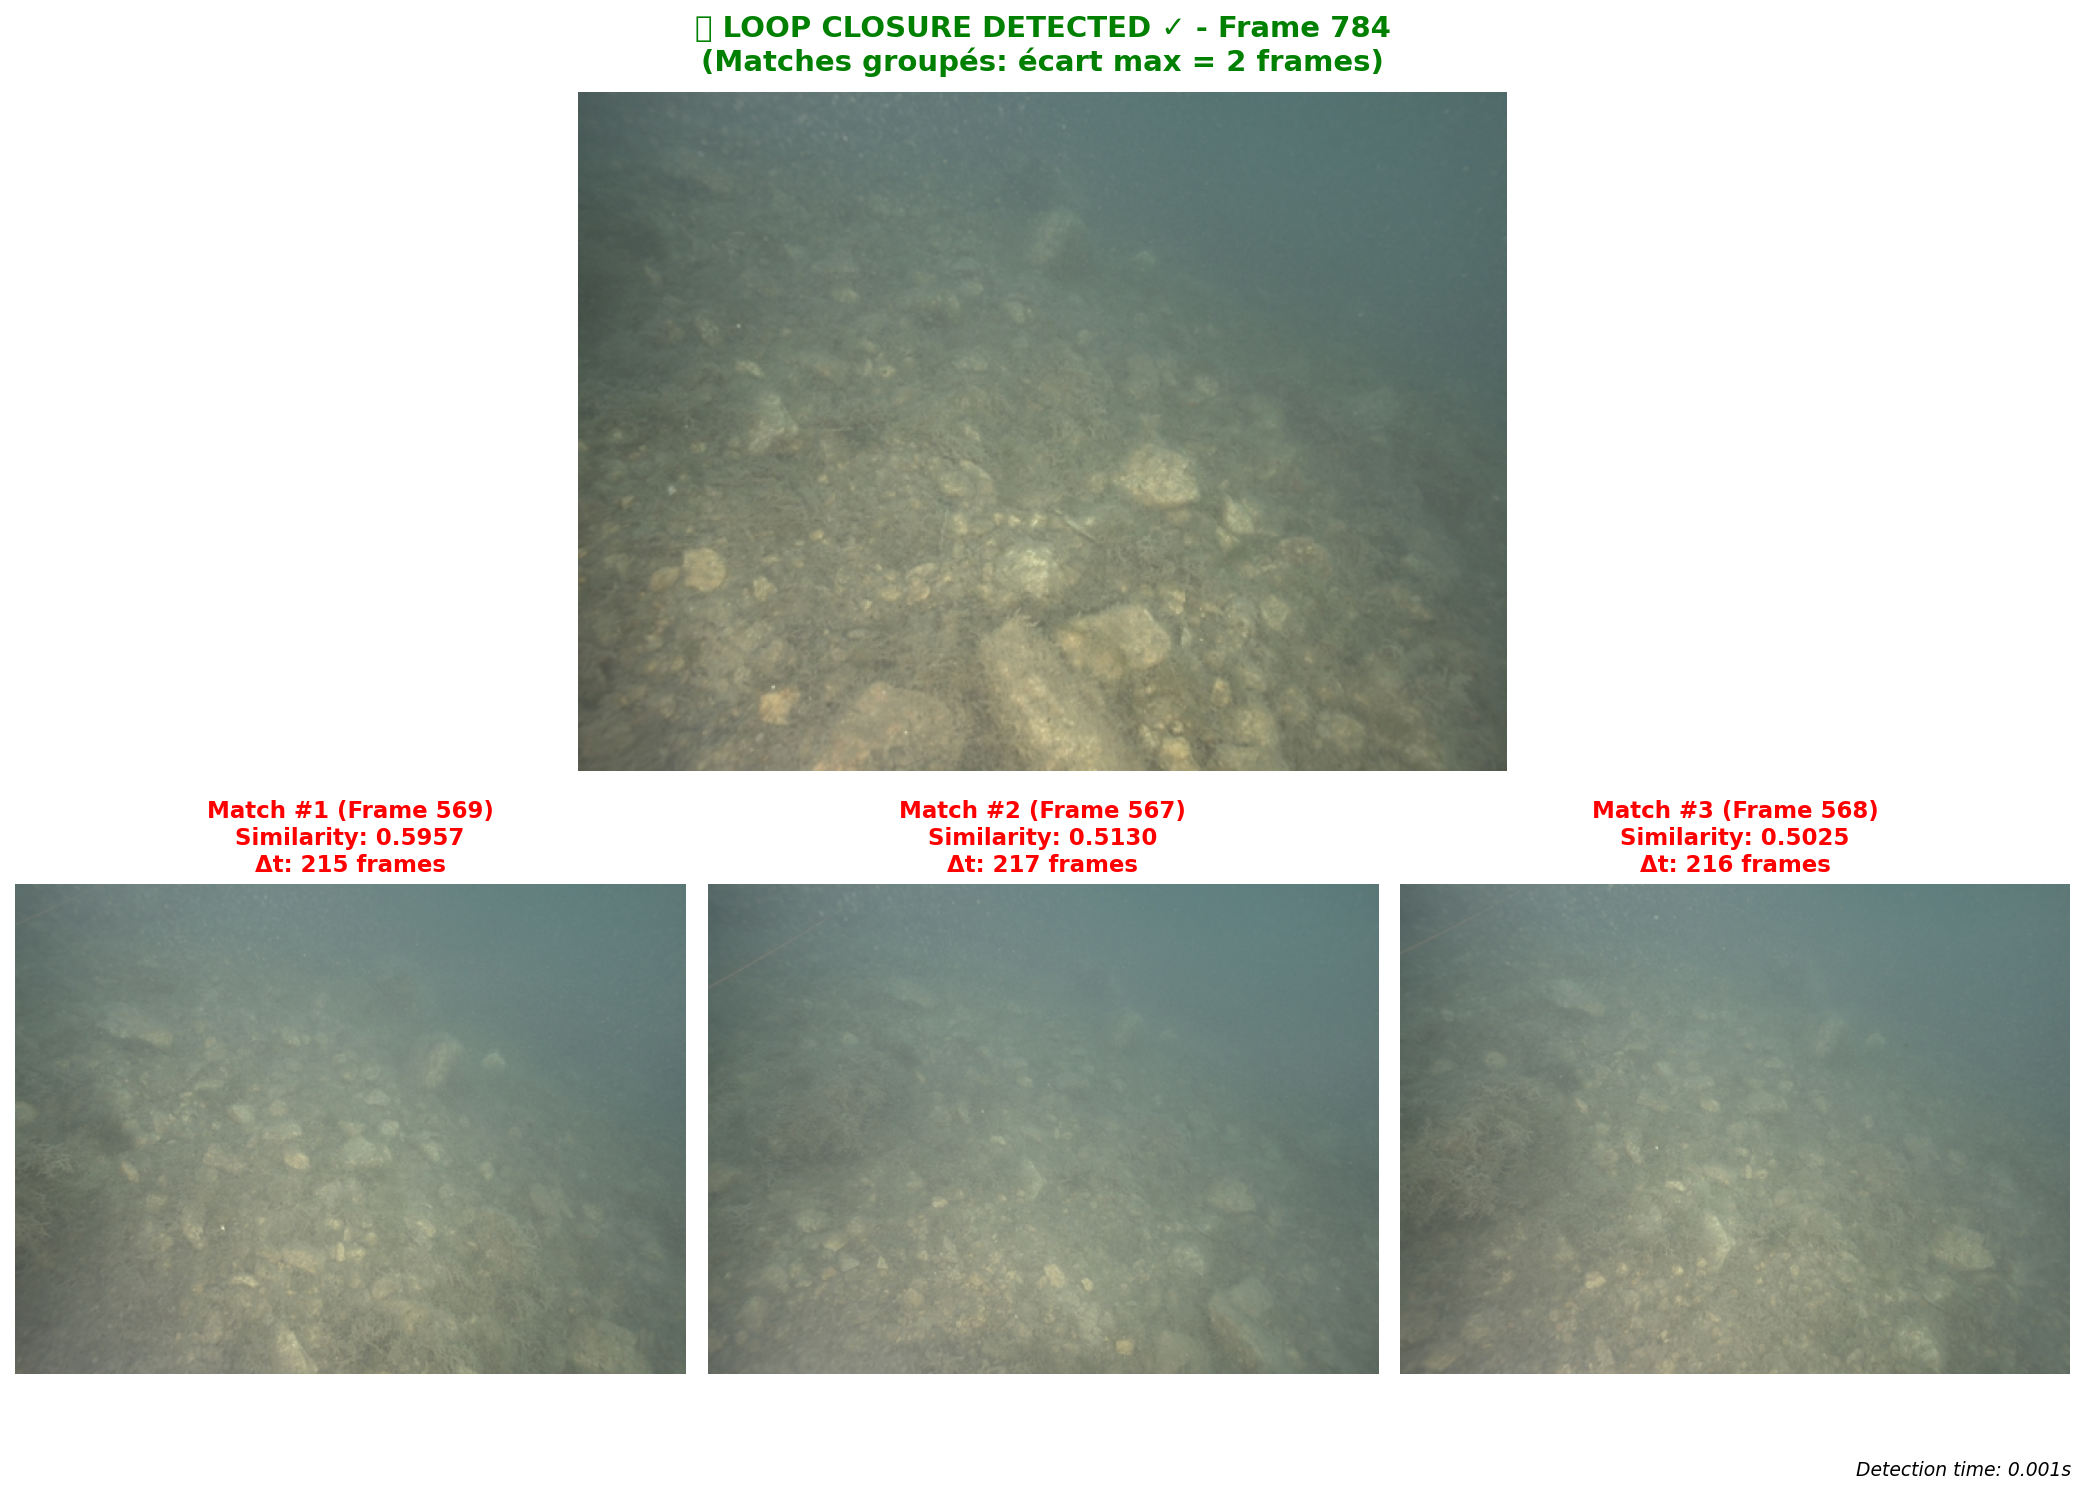 LOOP CLOSURE DETECTED ✓ - Frame 784
(Matches groupés: écart max = 2 frames)
Match #1 (Frame 569)
Similarity: 0.5957
Δt: 215 frames
Match #2 (Frame 567)
Similarity: 0.5130
Δt: 217 frames
Match #3 (Frame 568)
Similarity: 0.5025
Δt: 216 frames
Detection time: 0.001s